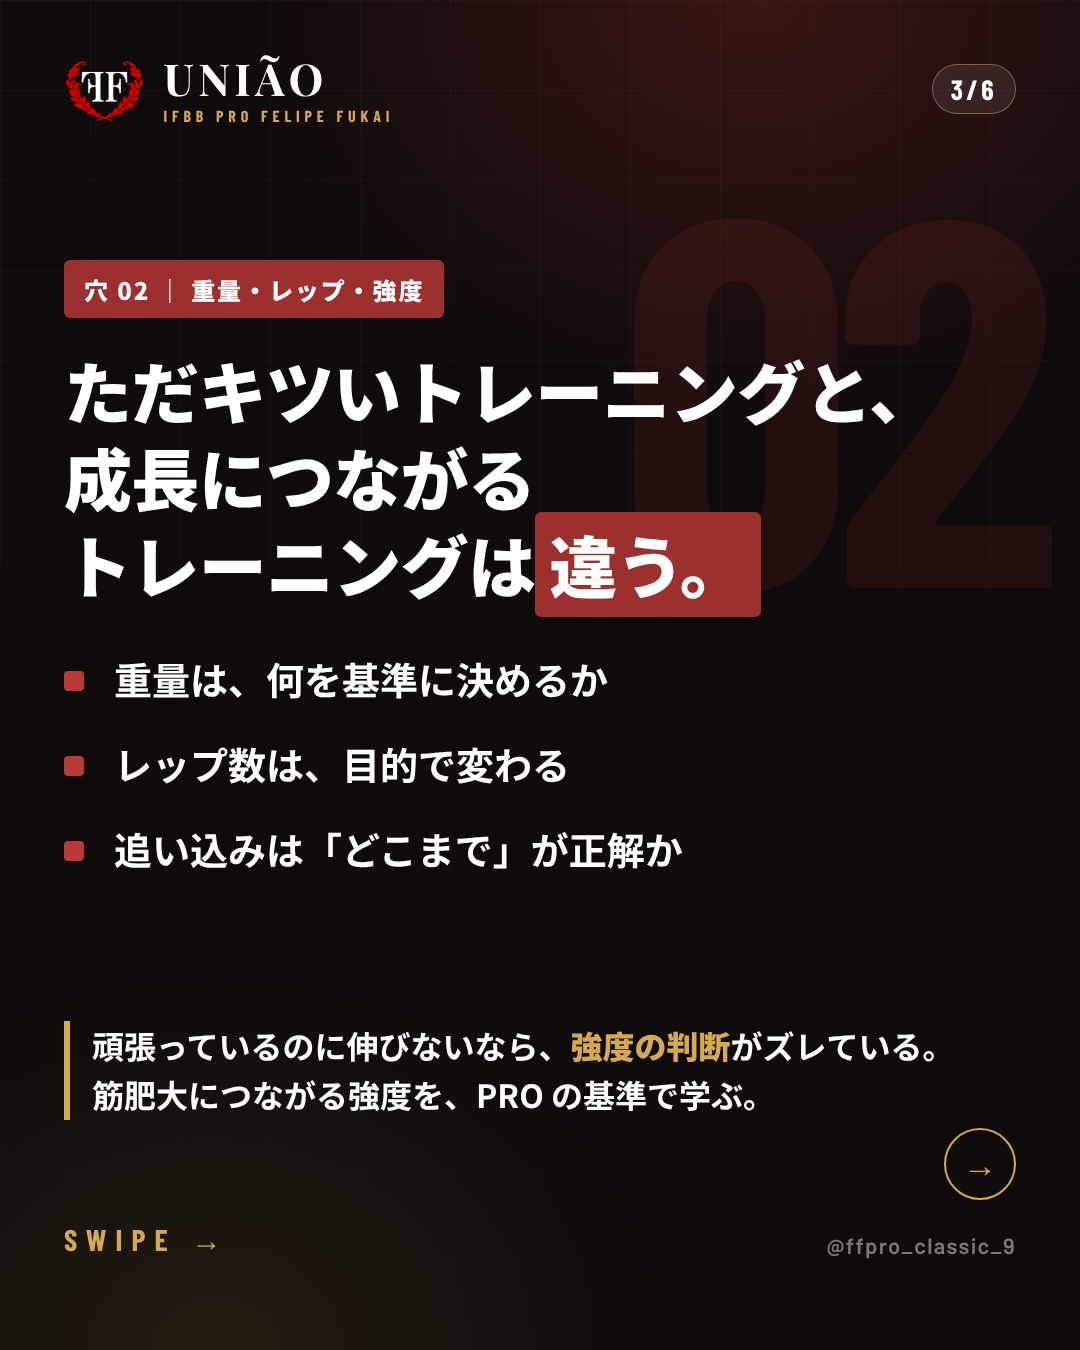 FF UNIÃO
IFBB PRO FELIPE FUKAI
3/6
02
穴 02 | 重量・レップ・強度
ただキツいトレーニングと、
成長につながる
トレーニングは違う。
重量は、何を基準に決めるか
レップ数は、目的で変わる
追い込みは「どこまで」が正解か
頑張っているのに伸びないなら、強度の判断がズレている。
筋肥大につながる強度を、PRO の基準で学ぶ。
→
SWIPE →
@ffpro_classic_9